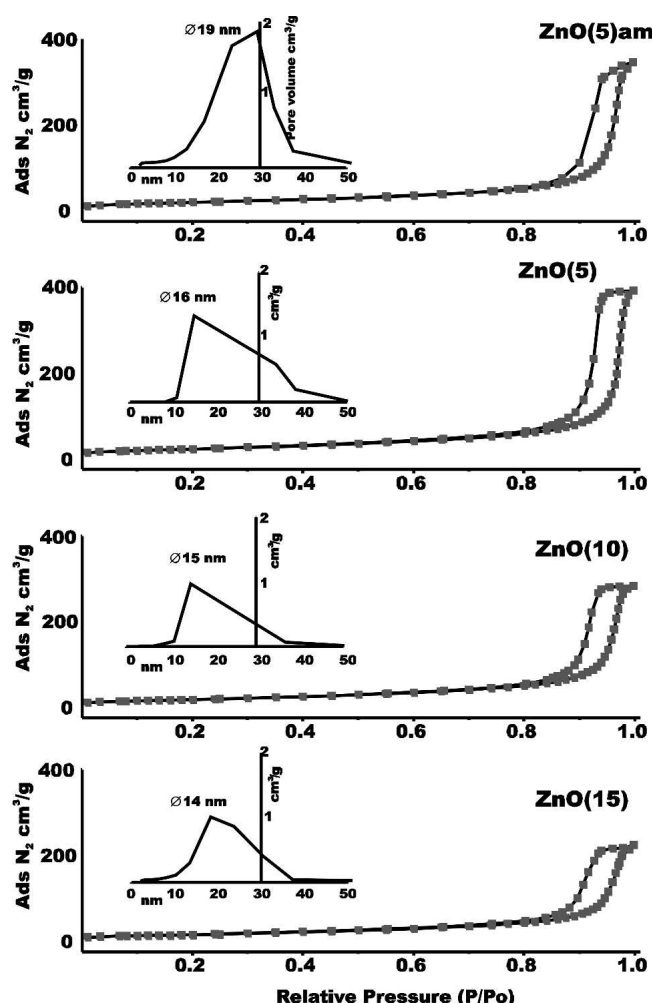 ZnO(5)am
Ads N₂ cm³/g
400
200
0
0.2 0.4 0.6 0.8 1.0
∅19 nm
2
1
Pore volume cm³/g
0 nm 10 20 30 40 50
ZnO(5)
Ads N₂ cm³/g
400
200
0
0.2 0.4 0.6 0.8 1.0
∅16 nm
2
1
cm³/g
0 nm 10 20 30 40 50
ZnO(10)
Ads N₂ cm³/g
400
200
0
0.2 0.4 0.6 0.8 1.0
∅15 nm
2
1
cm³/g
0 nm 10 20 30 40 50
ZnO(15)
Ads N₂ cm³/g
400
200
0
0.2 0.4 0.6 0.8 1.0
∅14 nm
2
1
cm³/g
0 nm 10 20 30 40 50
Relative Pressure (P/Po)